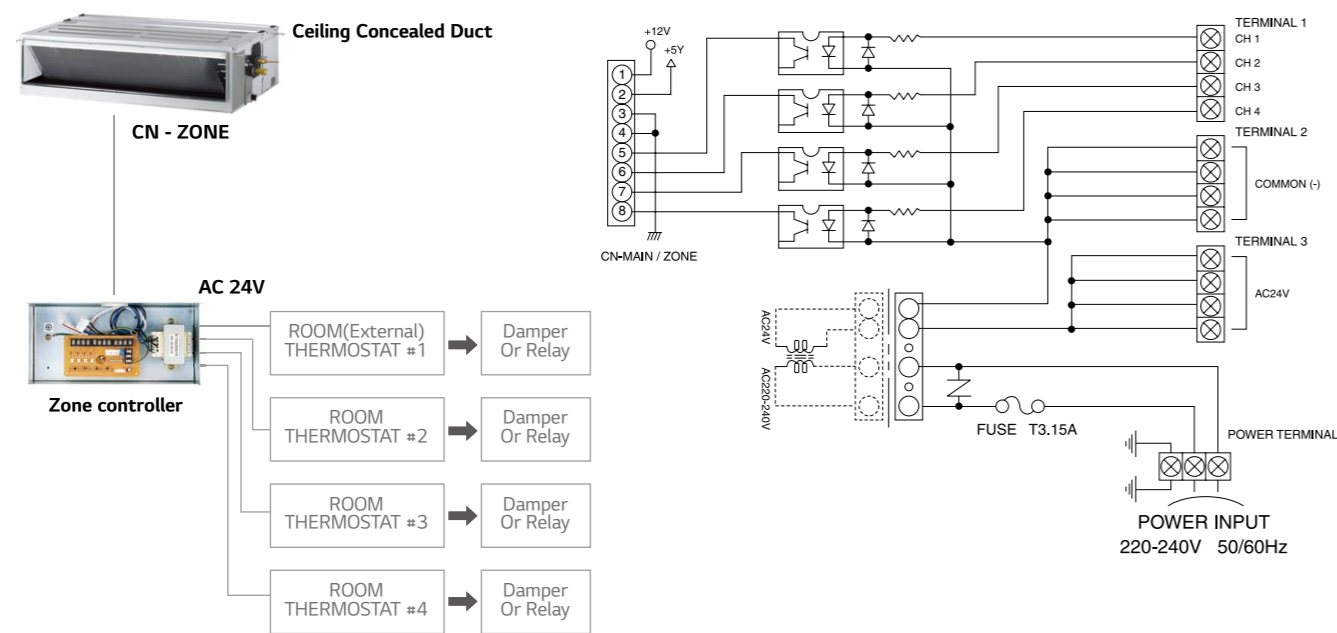 Ceiling Concealed Duct
CN - ZONE
AC 24V
Zone controller
ROOM(External)
THERMOSTAT #1
Damper
Or Relay
ROOM
THERMOSTAT #2
Damper
Or Relay
ROOM
THERMOSTAT #3
Damper
Or Relay
ROOM
THERMOSTAT #4
Damper
Or Relay
+12V
+5Y
1
2
3
4
5
6
7
8
CN-MAIN / ZONE
TERMINAL 1
CH 1
CH 2
CH 3
CH 4
TERMINAL 2
COMMON (-)
TERMINAL 3
AC24V
AC24V
AC220-240V
FUSE T3.15A
POWER TERMINAL
POWER INPUT
220-240V 50/60Hz